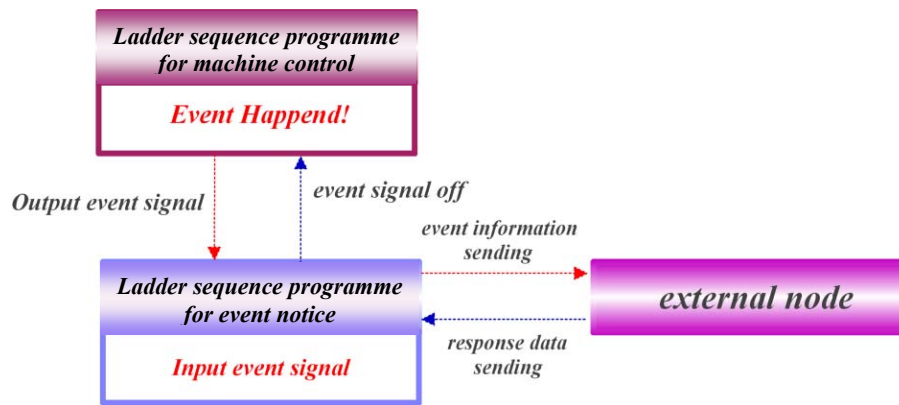 Ladder sequence programme
for machine control
Event Happend!
Output event signal
event signal off
event information
sending
Ladder sequence programme
for event notice
external node
Input event signal
response data
sending